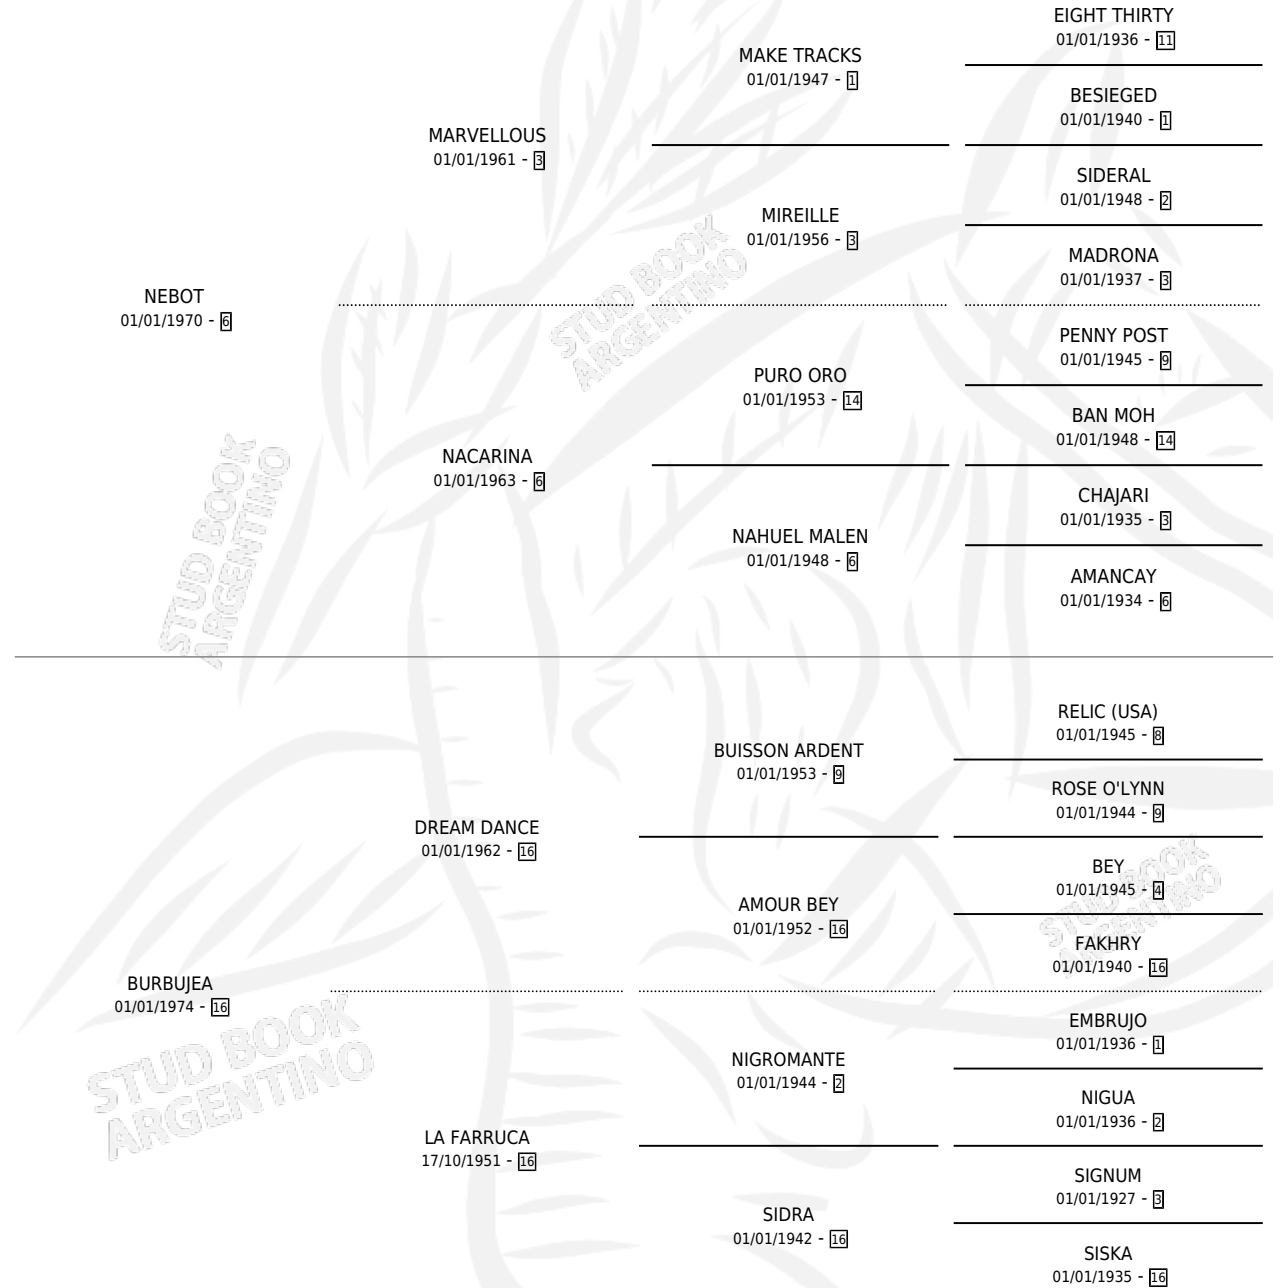 EIGHT THIRTY
01/01/1936 - 11
MAKE TRACKS
01/01/1947 - 1
BESIEGED
01/01/1940 - 1
MARVELLOUS
01/01/1961 - 3
SIDERAL
01/01/1948 - 2
MIREILLE
01/01/1956 - 3
MADRONA
01/01/1937 - 3
NEBOT
01/01/1970 - 6
PENNY POST
01/01/1945 - 9
PURO ORO
01/01/1953 - 14
BAN MOH
01/01/1948 - 14
NACARINA
01/01/1963 - 6
CHAJARI
01/01/1935 - 3
NAHUEL MALEN
01/01/1948 - 6
AMANCAY
01/01/1934 - 6
RELIC (USA)
01/01/1945 - 8
BUISSON ARDENT
01/01/1953 - 9
ROSE O'LYNN
01/01/1944 - 9
DREAM DANCE
01/01/1962 - 16
BEY
01/01/1945 - 4
AMOUR BEY
01/01/1952 - 16
FAKHRY
01/01/1940 - 16
BURBUJEA
01/01/1974 - 16
EMBRUJO
01/01/1936 - 1
NIGROMANTE
01/01/1944 - 2
NIGUA
01/01/1936 - 2
LA FARRUCA
17/10/1951 - 16
SIGNUM
01/01/1927 - 3
SIDRA
01/01/1942 - 16
SISKA
01/01/1935 - 16
STUD BOOK
ARGENTINO
STUD BOOK
ARGENTINO
STUD BOOK
ARGENTINO
STUD BOOK
ARGENTINO